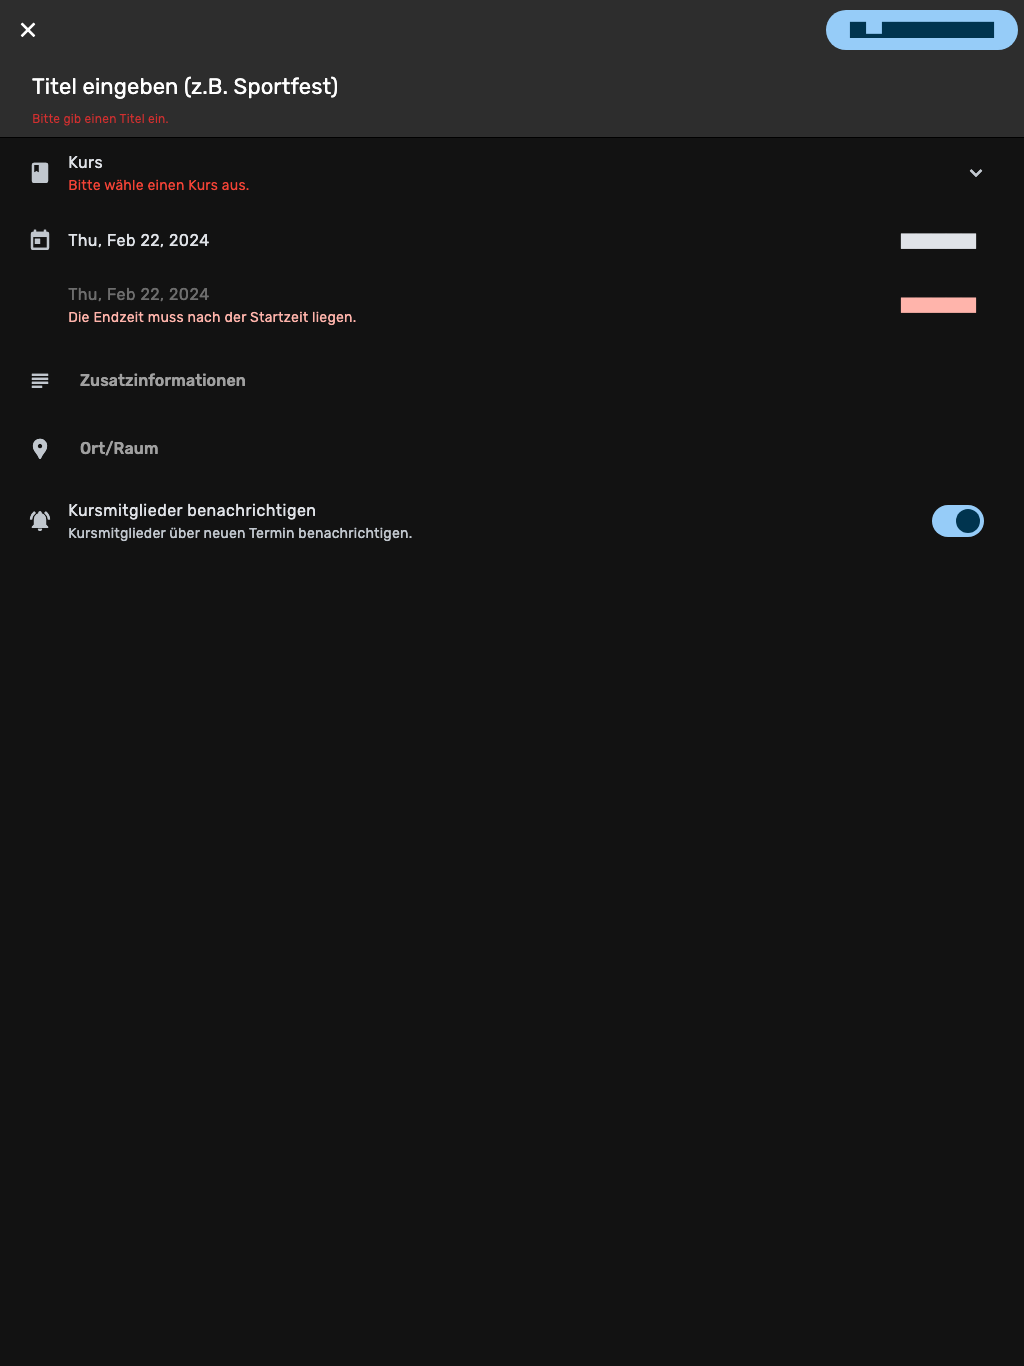 Titel eingeben (z.B. Sportfest)
Bitte gib einen Titel ein.
Kurs
Bitte wähle einen Kurs aus.
Thu, Feb 22, 2024
Thu, Feb 22, 2024
Die Endzeit muss nach der Startzeit liegen.
Zusatzinformationen
Ort/Raum
Kursmitglieder benachrichtigen
Kursmitglieder über neuen Termin benachrichtigen.